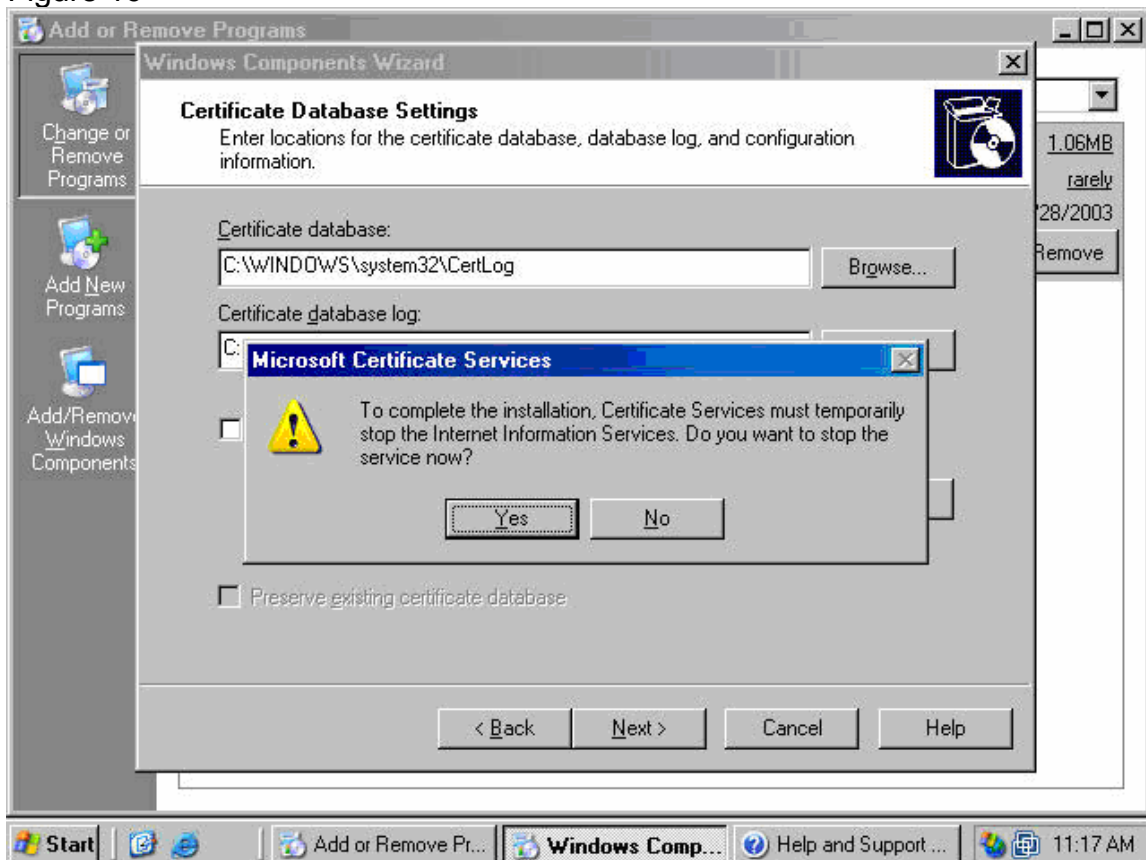 Add or Remove Programs
Windows Components Wizard
Certificate Database Settings
Enter locations for the certificate database, database log, and configuration
information.
Change or
Remove
Programs
1.06MB
rarely
/28/2003
Remove
Certificate database:
C:\WINDOWS\system32\CertLog
Browse...
Add New
Programs
Certificate database log:
C:
Microsoft Certificate Services
To complete the installation, Certificate Services must temporarily
stop the Internet Information Services. Do you want to stop the
service now?
Yes
No
Add/Remove
Windows
Components
Preserve existing certificate database
< Back
Next >
Cancel
Help
Start
Add or Remove Pr...
Windows Comp...
Help and Support ...
11:17 AM